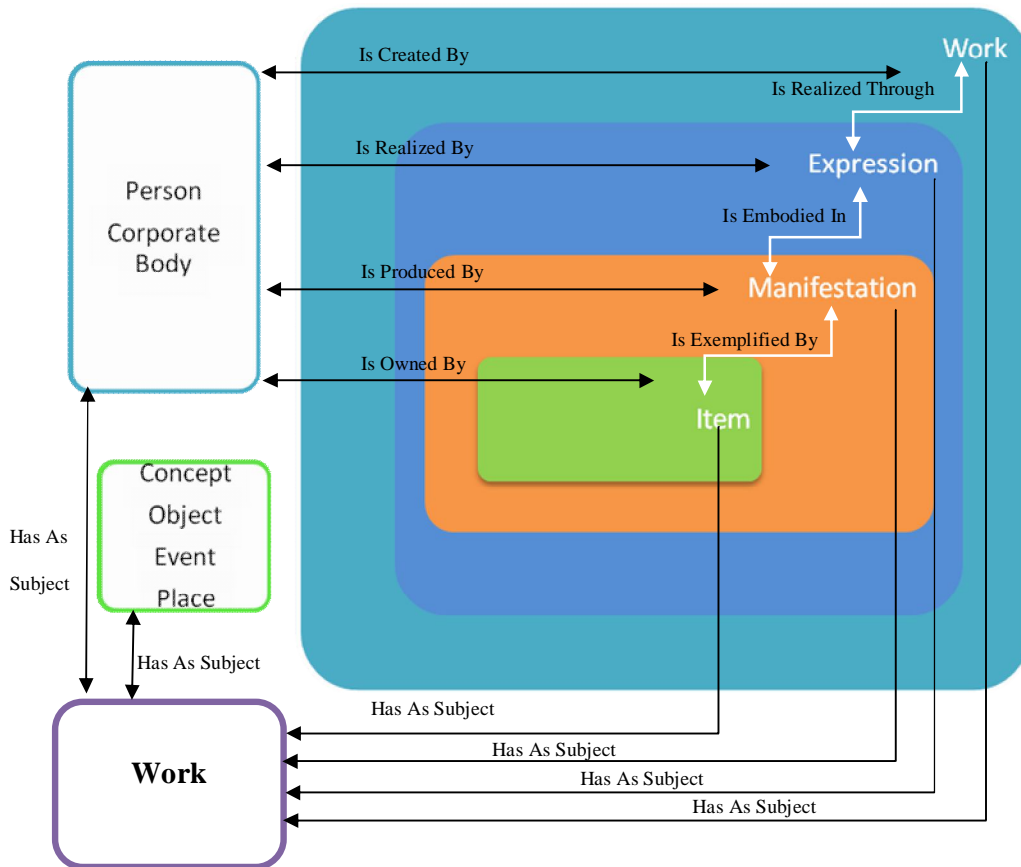 Work
Is Created By
Is Realized Through
Is Realized By
Expression
Person
Corporate
Body
Is Embodied In
Is Produced By
Manifestation
Is Exemplified By
Is Owned By
Item
Concept
Object
Event
Place
Has As
Subject
Has As Subject
Has As Subject
Has As Subject
Work
Has As Subject
Has As Subject